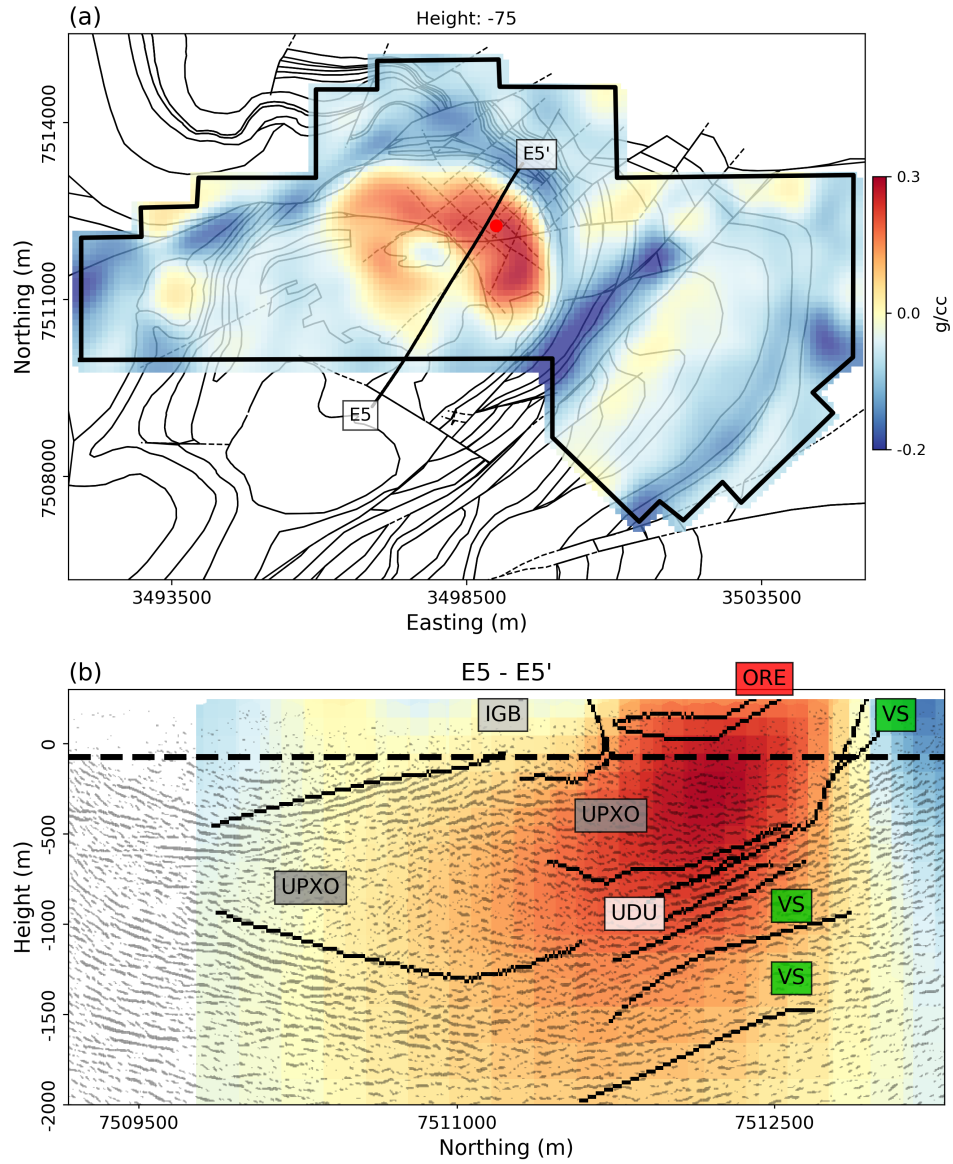 (a)
Height: -75
7514000
7511000
7508000
Northing (m)
E5'
E5
0.3
0.0
-0.2
g/cc
3493500
3498500
3503500
Easting (m)
(b)
E5 - E5'
ORE
IGB
VS
UPXO
UPXO
UDU
VS
VS
0
-500
-1000
-1500
-2000
Height (m)
7509500
7511000
7512500
Northing (m)